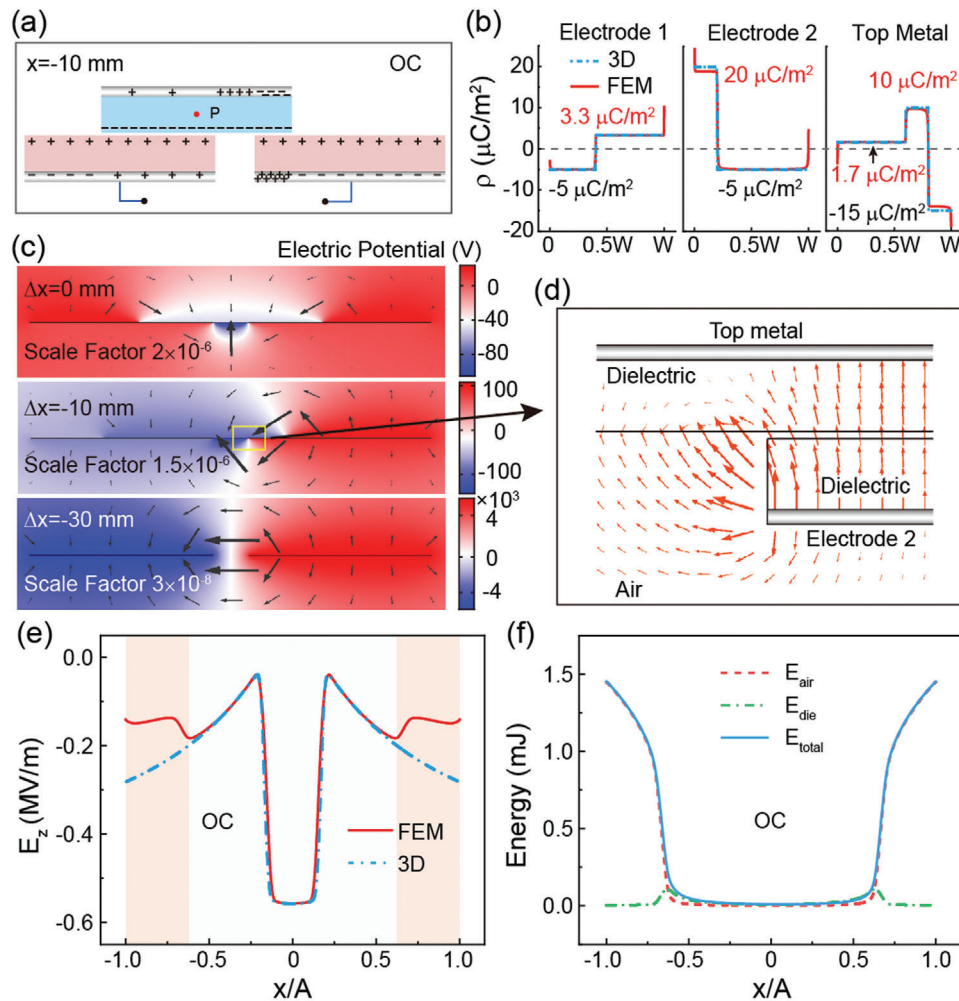 (a)
x=-10 mm
OC
P
(b)
Electrode 1
Electrode 2
Top Metal
3D
FEM
3.3 μC/m²
20 μC/m²
10 μC/m²
-5 μC/m²
-5 μC/m²
1.7 μC/m²
-15 μC/m²
ρ (μC/m²)
20
10
0
-10
-20
0
0.5W
W
0
0.5W
W
0
0.5W
W
(c)
Electric Potential (V)
Δx=0 mm
Scale Factor 2×10⁻⁶
0
-40
-80
Δx=-10 mm
Scale Factor 1.5×10⁻⁶
100
0
-100
Δx=-30 mm
Scale Factor 3×10⁻⁸
×10³
4
0
-4
(d)
Top metal
Dielectric
Dielectric
Electrode 2
Air
(e)
E_z (MV/m)
0.0
-0.2
-0.4
-0.6
OC
FEM
3D
-1.0
-0.5
0
0.5
1.0
x/A
(f)
Energy (mJ)
1.5
1.0
0.5
0.0
E_air
E_die
E_total
OC
-1.0
-0.5
0
0.5
1.0
x/A